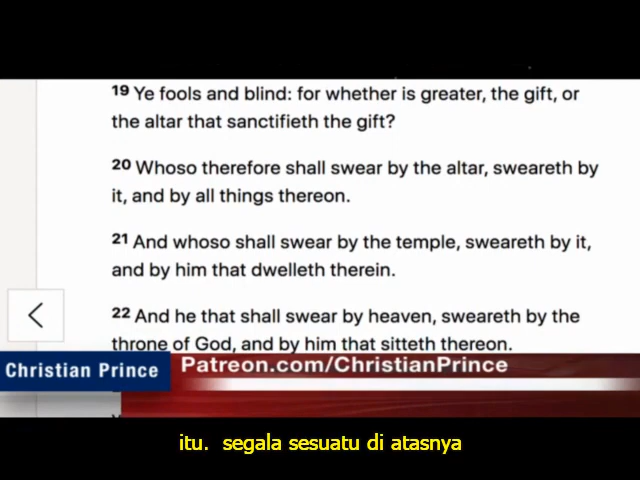 19 Ye fools and blind: for whether is greater, the gift, or
the altar that sanctifieth the gift?
20 Whoso therefore shall swear by the altar, sweareth by
it, and by all things thereon.
21 And whoso shall swear by the temple, sweareth by it,
and by him that dwelleth therein.
22 And he that shall swear by heaven, sweareth by the
throne of God, and by him that sitteth thereon.
Christian Prince
Patreon.com/ChristianPrince
itu. segala sesuatu di atasnya